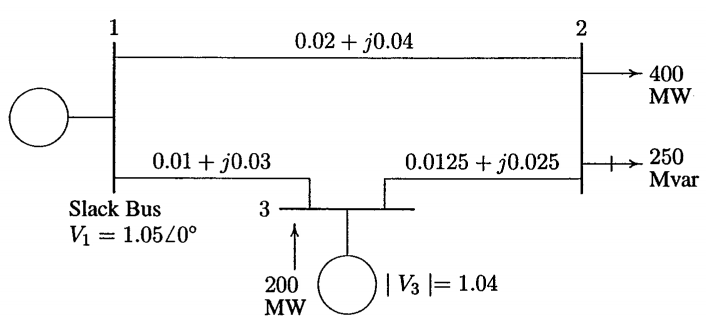 1
2
0.02 + j0.04
400
MW
0.01 + j0.03
0.0125 + j0.025
250
Mvar
Slack Bus
V₁ = 1.05∠0°
3
200
MW
| V₃ |= 1.04